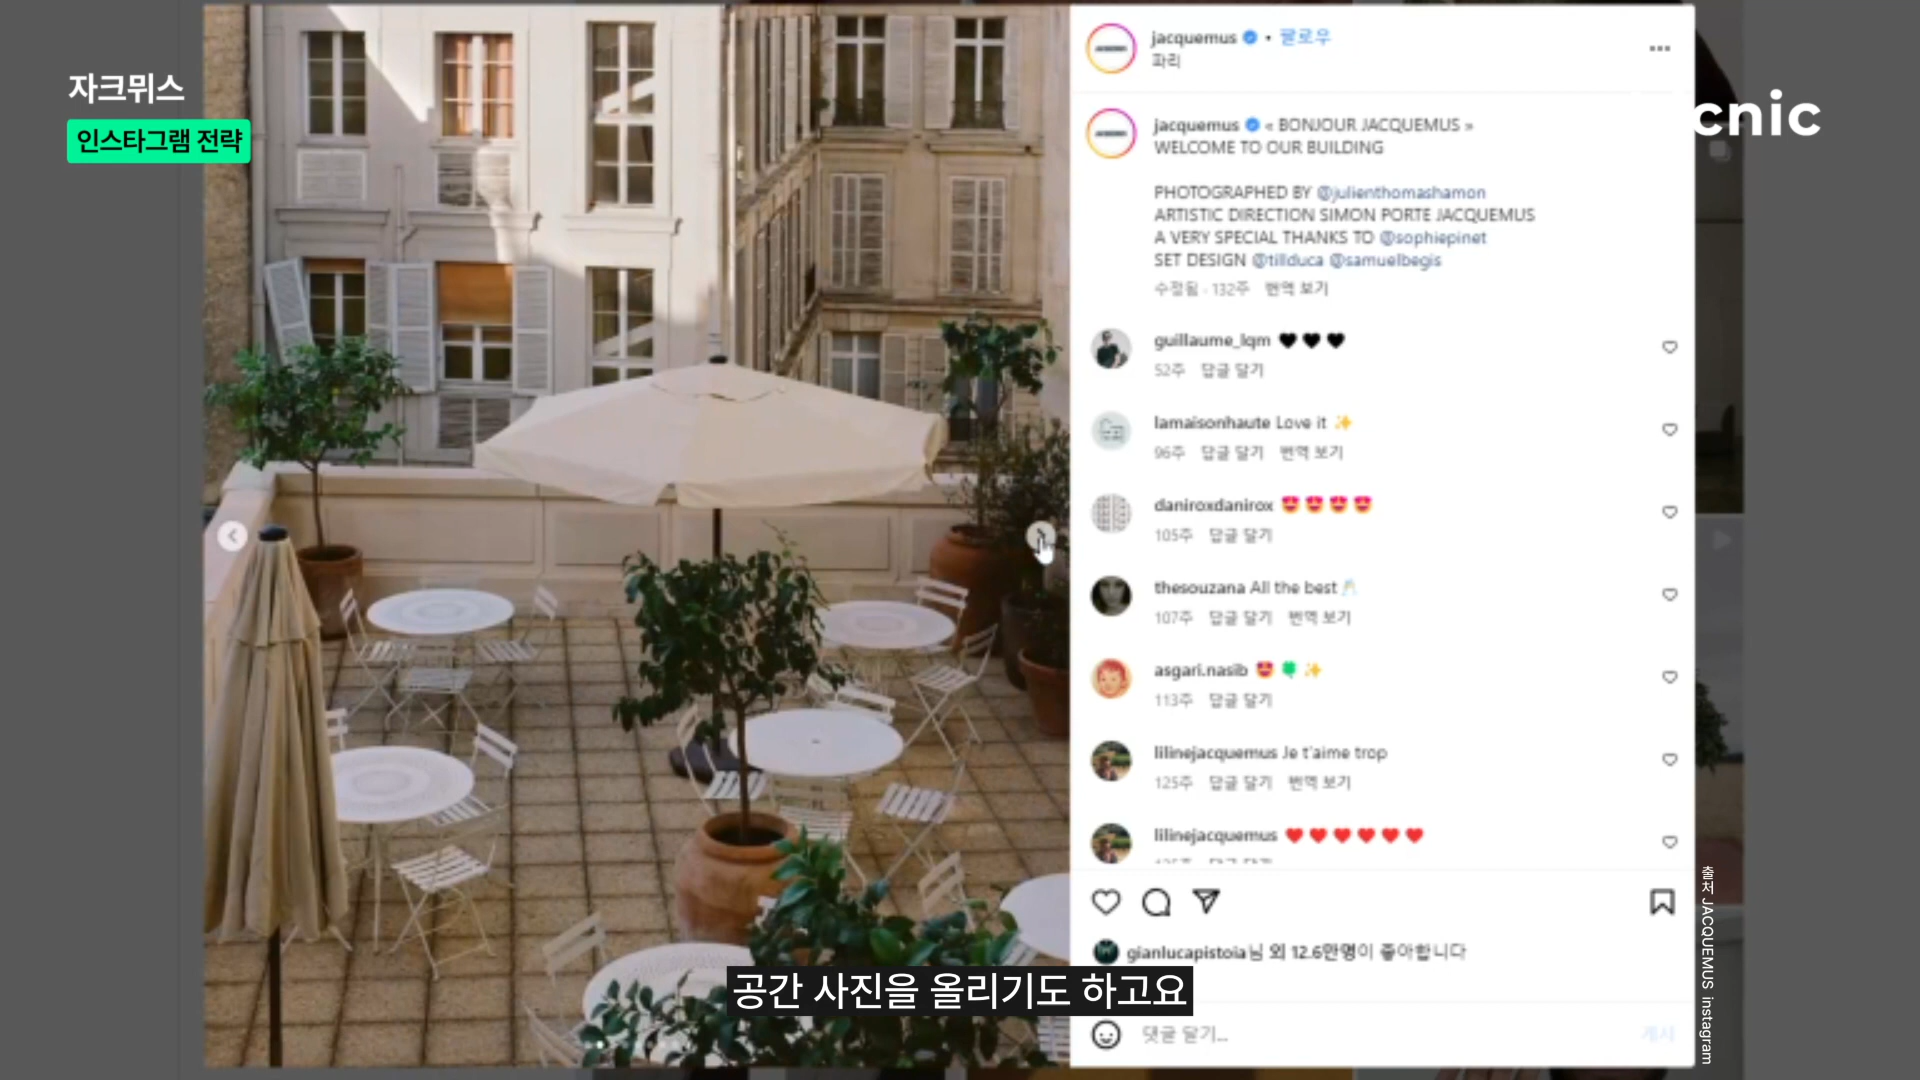 자크뮈스
인스타그램 전략
cnic
jacquemus • 팔로우
파리
jacquemus « BONJOUR JACQUEMUS »
WELCOME TO OUR BUILDING
PHOTOGRAPHED BY @julienthomashamon
ARTISTIC DIRECTION SIMON PORTE JACQUEMUS
A VERY SPECIAL THANKS TO @sophiepinet
SET DESIGN @tillduca @samuelbegis
수정됨 · 132주 번역 보기
guillaume_lqm 🖤🖤🖤
52주 답글 달기
lamaisonhaute Love it ✨
96주 답글 달기 번역 보기
daniroxdanirox 😍😍😍😍
105주 답글 달기
thesouzana All the best
107주 답글 달기 번역 보기
asgari.nasib 😍🍀✨
113주 답글 달기
lilinejacquemus Je t'aime trop
125주 답글 달기 번역 보기
lilinejacquemus ❤️❤️❤️❤️❤️❤️
gianlucapistoia님 외 12.6만명이 좋아합니다
댓글 달기...
게시
공간 사진을 올리기도 하고요
출처 JACQUEMUS instagram